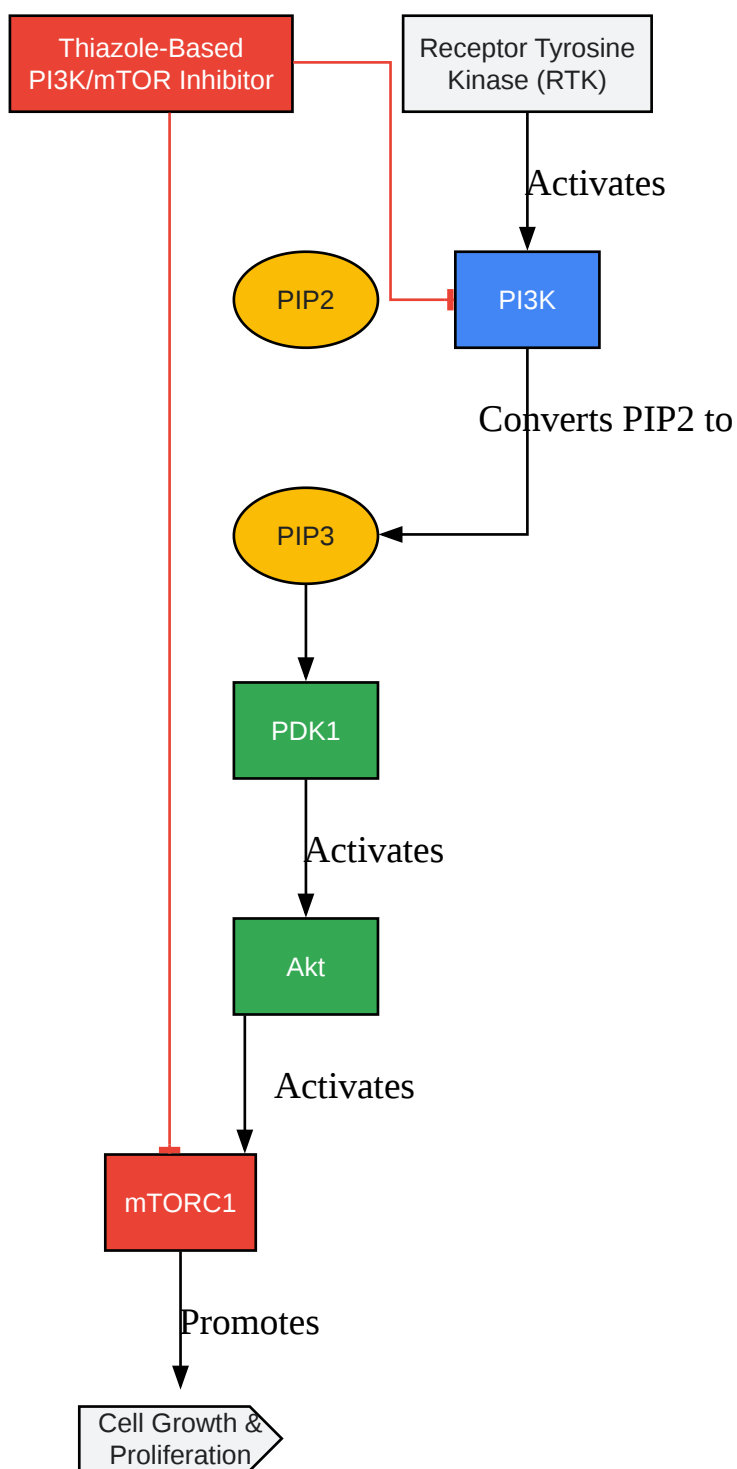 Thiazole-Based
PI3K/mTOR Inhibitor
Receptor Tyrosine
Kinase (RTK)
Activates
PIP2
PI3K
Converts PIP2 to
PIP3
PDK1
Activates
Akt
Activates
mTORC1
Promotes
Cell Growth &
Proliferation